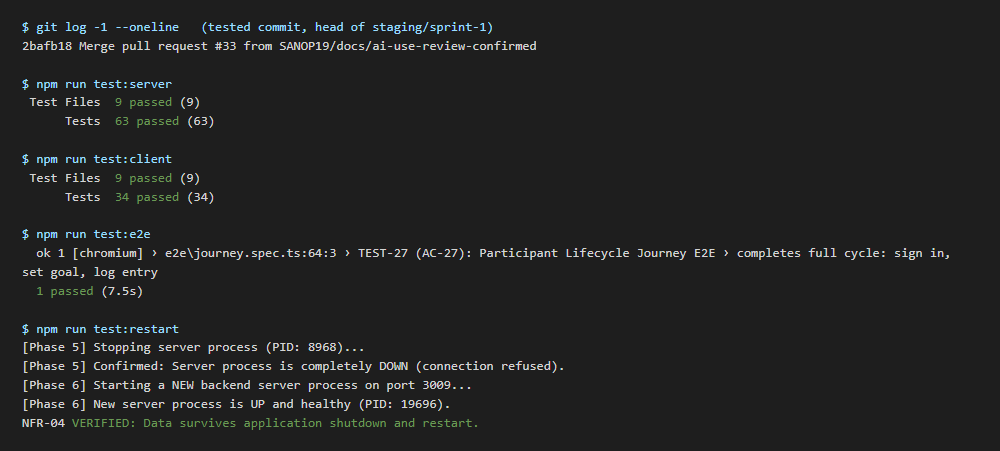 $ git log -1 --oneline   (tested commit, head of staging/sprint-1)
2bafb18 Merge pull request #33 from SANOP19/docs/ai-use-review-confirmed
$ npm run test:server
Test Files  9 passed (9)
Tests  63 passed (63)
$ npm run test:client
Test Files  9 passed (9)
Tests  34 passed (34)
$ npm run test:e2e
ok 1 [chromium] › e2e\journey.spec.ts:64:3 › TEST-27 (AC-27): Participant Lifecycle Journey E2E › completes full cycle: sign in,
set goal, log entry
1 passed (7.5s)
$ npm run test:restart
[Phase 5] Stopping server process (PID: 8968)...
[Phase 5] Confirmed: Server process is completely DOWN (connection refused).
[Phase 6] Starting a NEW backend server process on port 3009...
[Phase 6] New server process is UP and healthy (PID: 19696).
NFR-04 VERIFIED: Data survives application shutdown and restart.